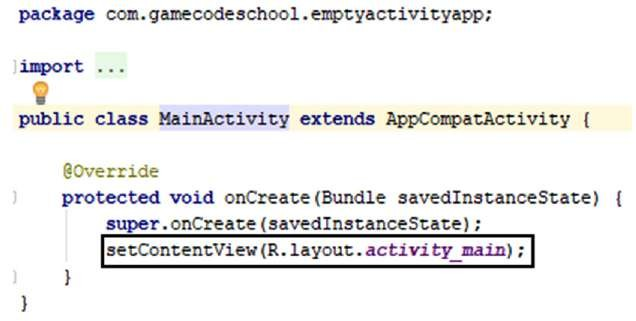 package com.gamecodeschool.emptyactivityapp;
import ...
public class MainActivity extends AppCompatActivity {
@Override
protected void onCreate(Bundle savedInstanceState) {
super.onCreate(savedInstanceState);
setContentView(R.layout.activity_main);
}
}